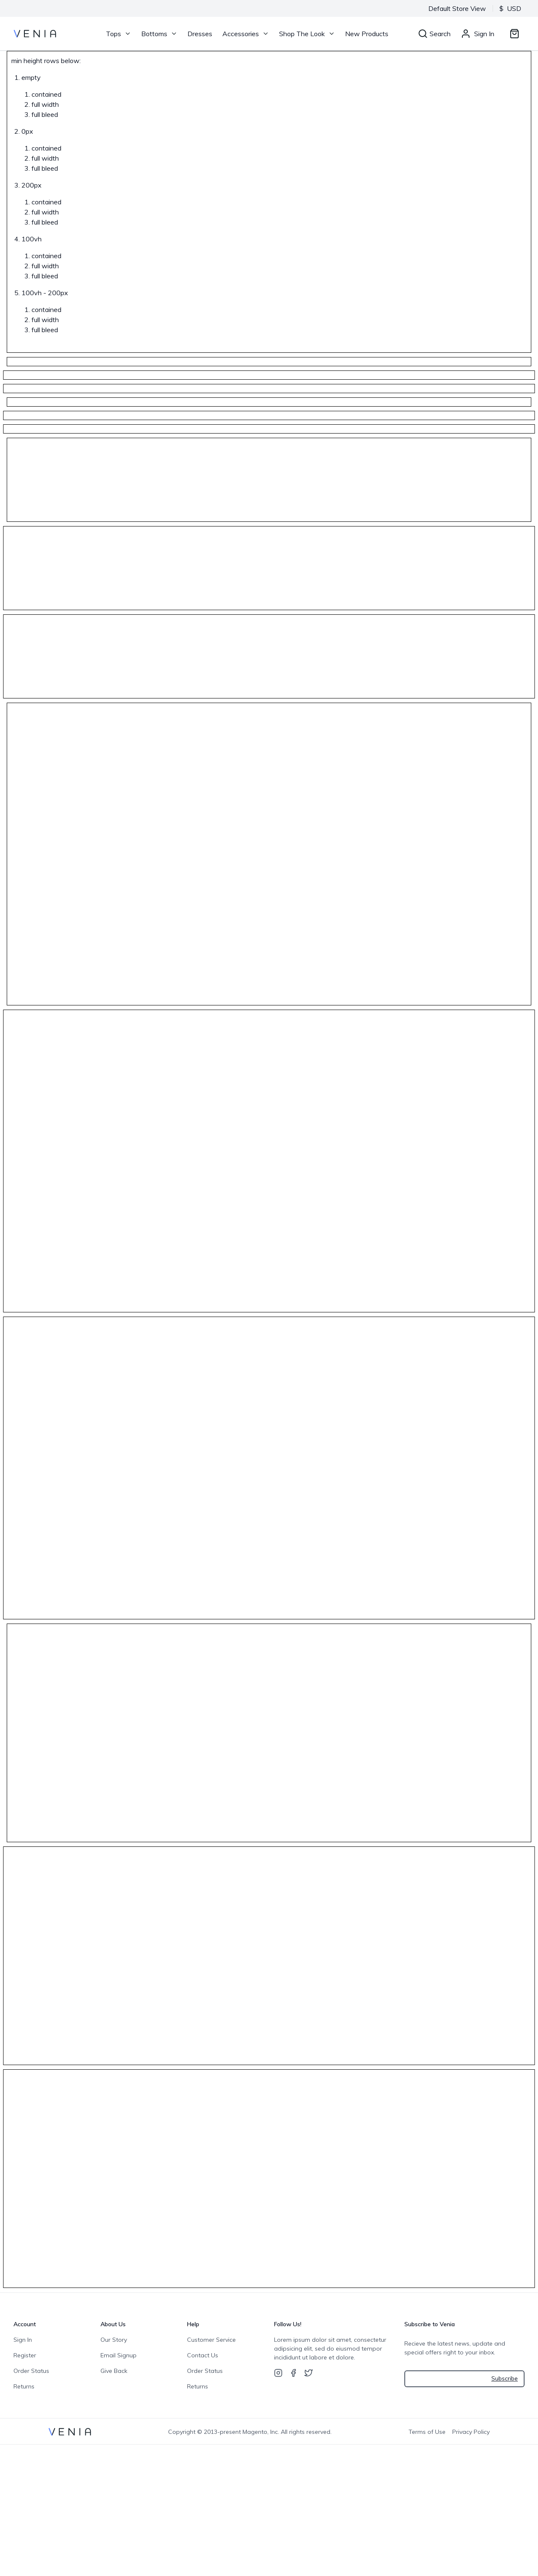 Default Store View $ USD
VENIA Tops Bottoms Dresses Accessories Shop The Look New Products Search Sign In
min height rows below:
1. empty
1. contained
2. full width
3. full bleed
2. 0px
1. contained
2. full width
3. full bleed
3. 200px
1. contained
2. full width
3. full bleed
4. 100vh
1. contained
2. full width
3. full bleed
5. 100vh - 200px
1. contained
2. full width
3. full bleed
Account
Sign In
Register
Order Status
Returns
About Us
Our Story
Email Signup
Give Back
Help
Customer Service
Contact Us
Order Status
Returns
Follow Us!
Lorem ipsum dolor sit amet, consectetur
adipsicing elit, sed do eiusmod tempor
incididunt ut labore et dolore.
Subscribe to Venia
Recieve the latest news, update and
special offers right to your inbox.
Subscribe
VENIA Copyright © 2013-present Magento, Inc. All rights reserved. Terms of Use Privacy Policy